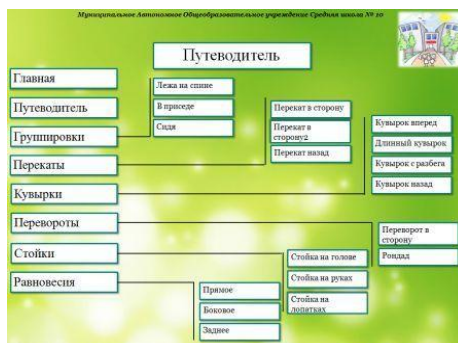 Муниципальное Автономное Общеобразовательное учреждение Средняя школа № 10
Путеводитель
Главная
Путеводитель
Группировки
Перекаты
Кувырки
Перевороты
Стойки
Равновесия
Лежа на спине
В приседе
Сидя
Перекат в сторону
Перекат в
сторону2
Перекат назад
Кувырок вперед
Длинный кувырок
Кувырок с разбега
Кувырок назад
Переворот в
сторону
Рондад
Стойка на голове
Стойка на руках
Стойка на
лопатках
Прямое
Боковое
Заднее